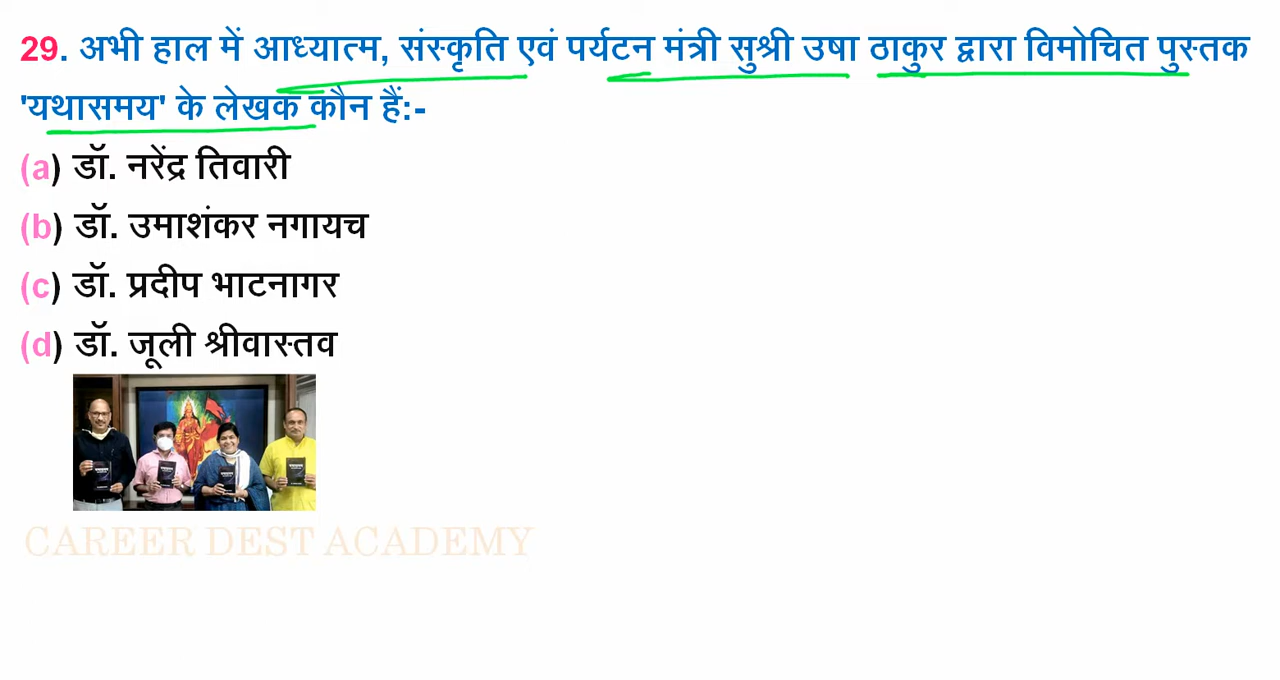 29. अभी हाल में आध्यात्म, संस्कृति एवं पर्यटन मंत्री सुश्री उषा ठाकुर द्वारा विमोचित पुस्तक
'यथासमय' के लेखक कौन हैं:-
(a) डॉ. नरेंद्र तिवारी
(b) डॉ. उमाशंकर नगायच
(c) डॉ. प्रदीप भाटनागर
(d) डॉ. जूली श्रीवास्तव
CAREER DEST ACADEMY